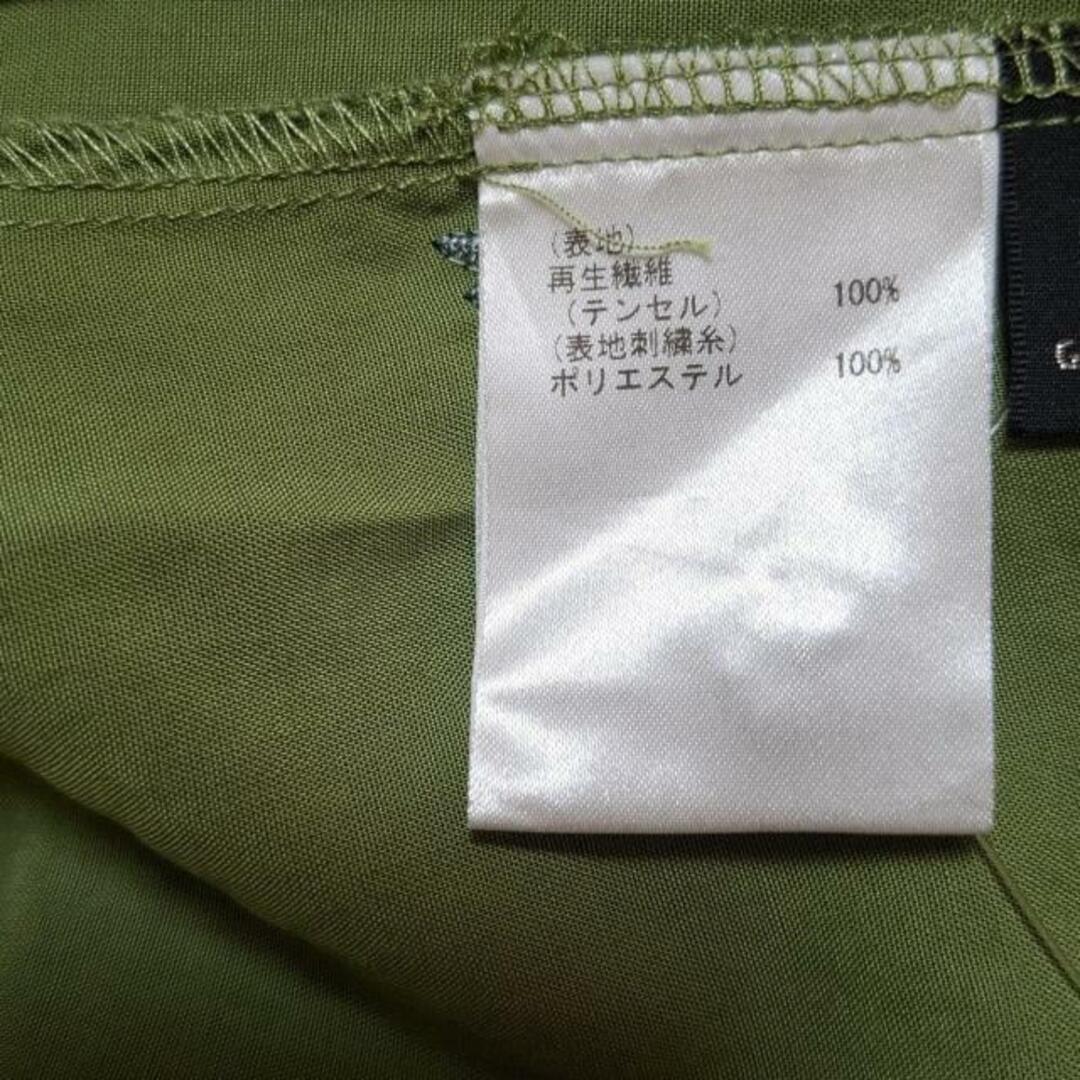 (表地)
再生繊維
(テンセル) 100%
(表地刺繍糸)
ポリエステル 100%